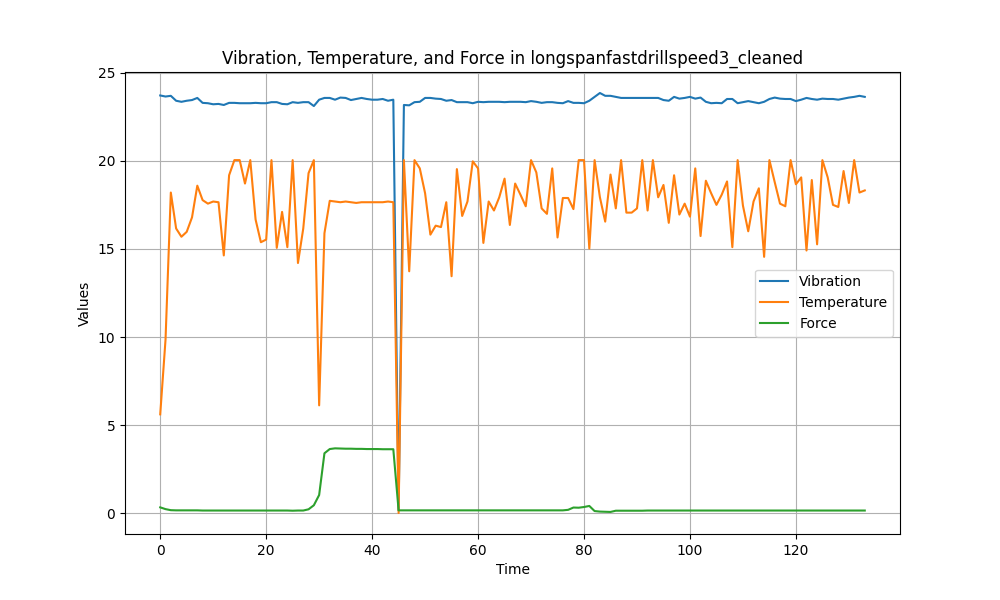 Vibration, Temperature, and Force in longspanfastdrillspeed3_cleaned
25
20
15
10
5
0
Values
Vibration
Temperature
Force
0 20 40 60 80 100 120
Time